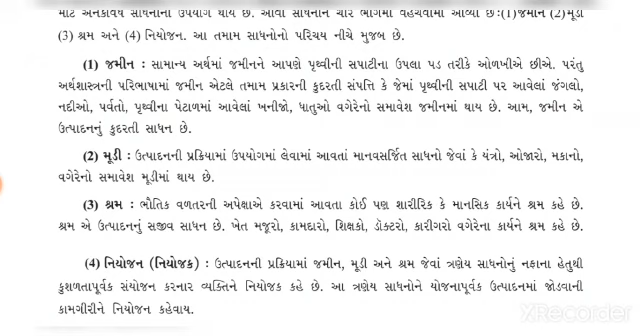 માટે અનેકવિધ સાધનોનો ઉપયોગ થાય છે. આવાં સાધનોને ચાર ભાગમાં વહેંચવામાં આવ્યાં છે : (1) જમીન (2) મૂડી
(3) શ્રમ અને (4) નિયોજન. આ તમામ સાધનોનો પરિચય નીચે મુજબ છે.
(1) જમીન : સામાન્ય અર્થમાં જમીનને આપણે પૃથ્વીની સપાટીના ઉપલા પડ તરીકે ઓળખીએ છીએ. પરંતુ
અર્થશાસ્ત્રની પરિભાષામાં જમીન એટલે તમામ પ્રકારની કુદરતી સંપત્તિ કે જેમાં પૃથ્વીની સપાટી પર આવેલાં જંગલો,
નદીઓ, પર્વતો, પૃથ્વીના પેટાળમાં આવેલાં ખનીજો, ધાતુઓ વગેરેનો સમાવેશ જમીનમાં થાય છે. આમ, જમીન એ
ઉત્પાદનનું કુદરતી સાધન છે.
(2) મૂડી : ઉત્પાદનની પ્રક્રિયામાં ઉપયોગમાં લેવામાં આવતાં માનવસર્જિત સાધનો જેવાં કે યંત્રો, ઓજારો, મકાનો,
વગેરેનો સમાવેશ મૂડીમાં થાય છે.
(3) શ્રમ : ભૌતિક વળતરની અપેક્ષાએ કરવામાં આવતા કોઈ પણ શારીરિક કે માનસિક કાર્યને શ્રમ કહે છે.
શ્રમ એ ઉત્પાદનનું સજીવ સાધન છે. ખેત મજૂરો, કામદારો, શિક્ષકો, ડૉક્ટરો, કારીગરો વગેરેના કાર્યને શ્રમ કહે છે.
(4) નિયોજન (નિયોજક) : ઉત્પાદનની પ્રક્રિયામાં જમીન, મૂડી અને શ્રમ જેવાં ત્રણેય સાધનોનું નફાના હેતુથી
કુશળતાપૂર્વક સંયોજન કરનાર વ્યક્તિને નિયોજક કહે છે. આ ત્રણેય સાધનોને યોજનાપૂર્વક ઉત્પાદનમાં જોડવાની
કામગીરીને નિયોજન કહેવાય.
XRECORDER